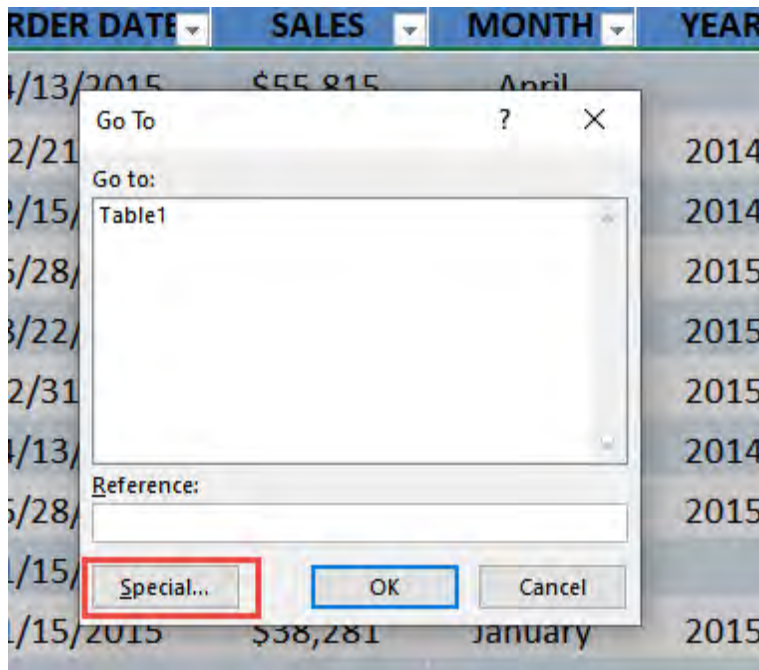 RDER DATE SALES MONTH YEAR
4/13/2015 $55,815 April
Go To
2/21 2014
Go to:
Table1
2/15/ 2014
5/28/ 2015
3/22/ 2015
2/31 2015
4/13/ 2014
Reference:
5/28/ 2015
1/15/
Special... OK Cancel
1/15/2015 $38,281 January 2015